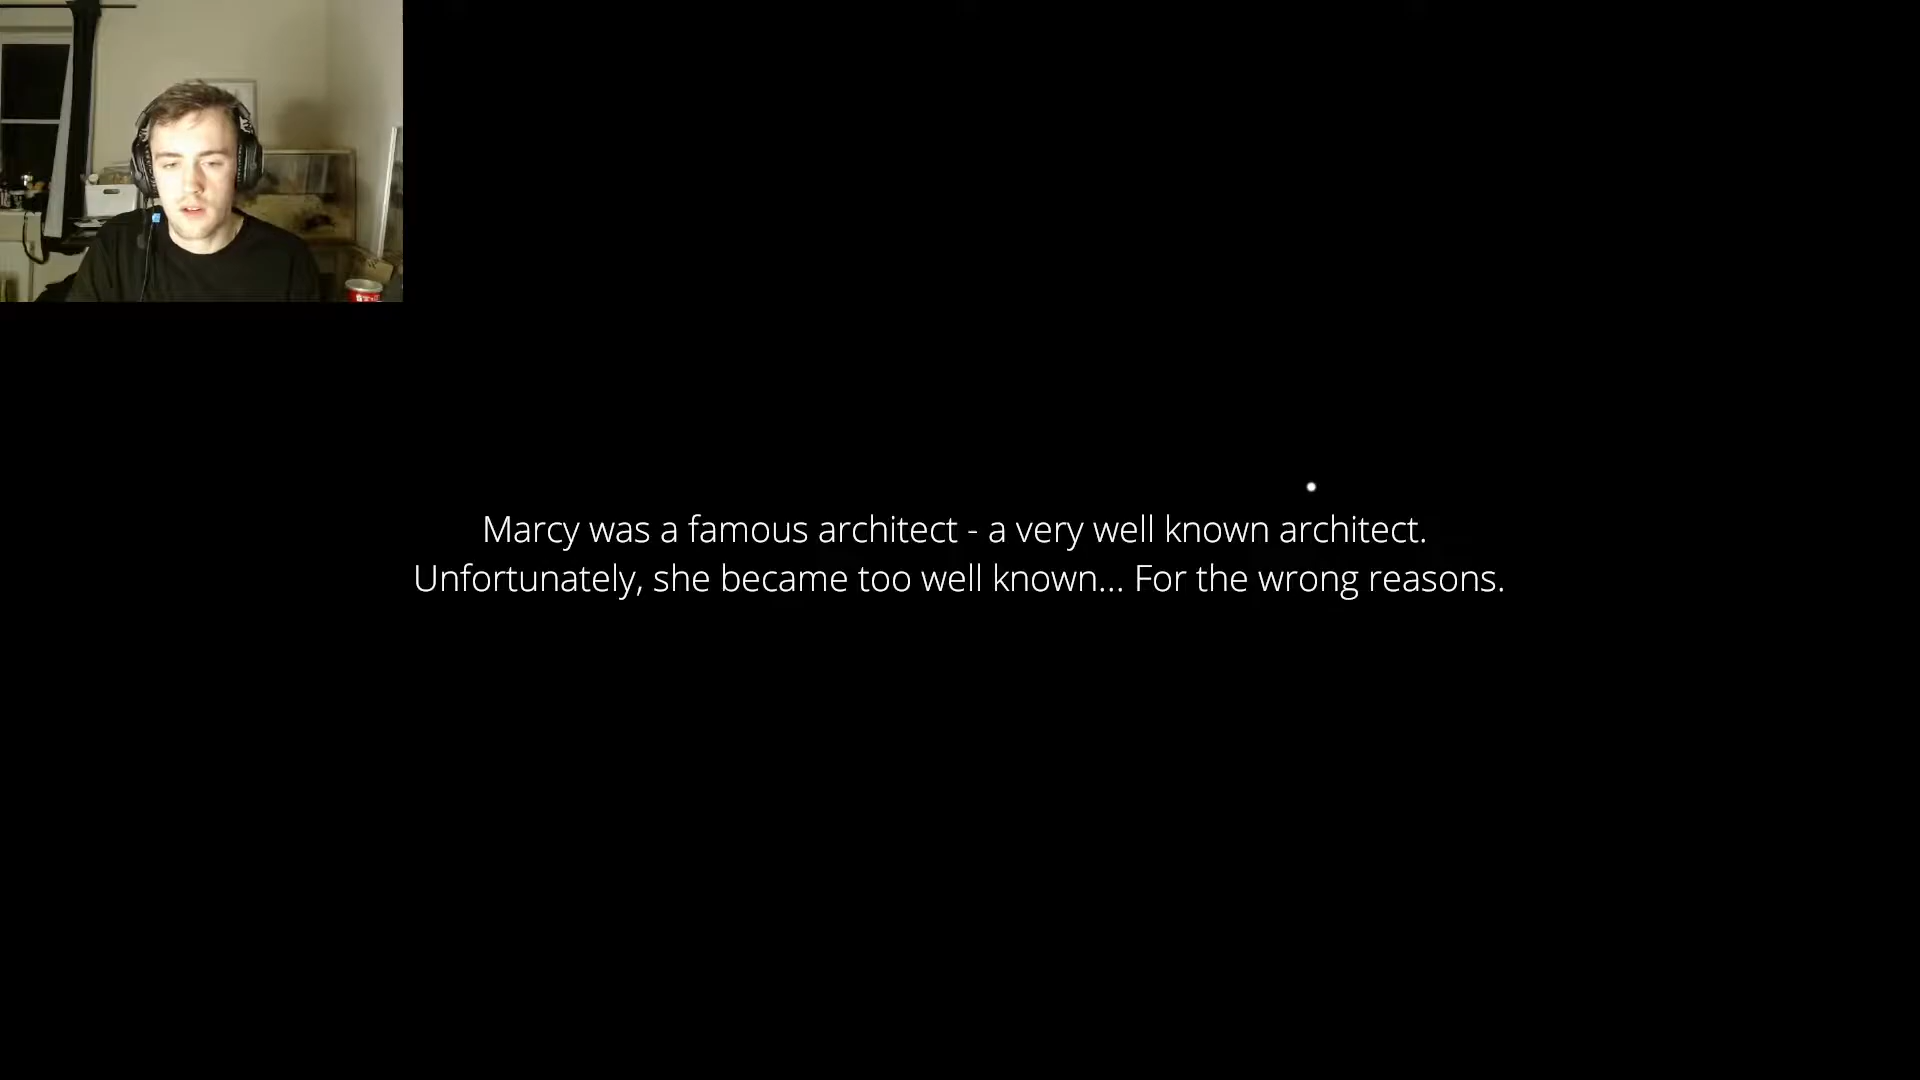 Marcy was a famous architect - a very well known architect.
Unfortunately, she became too well known... For the wrong reasons.